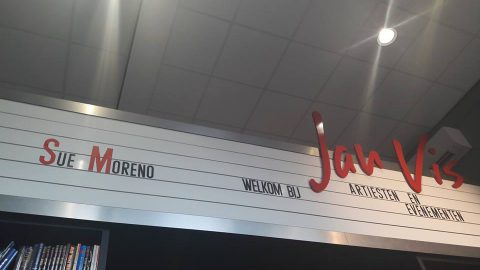 Sue Moreno
WELKOM BIJ Jan Vis
ARTIESTEN EN
EVENEMENTEN